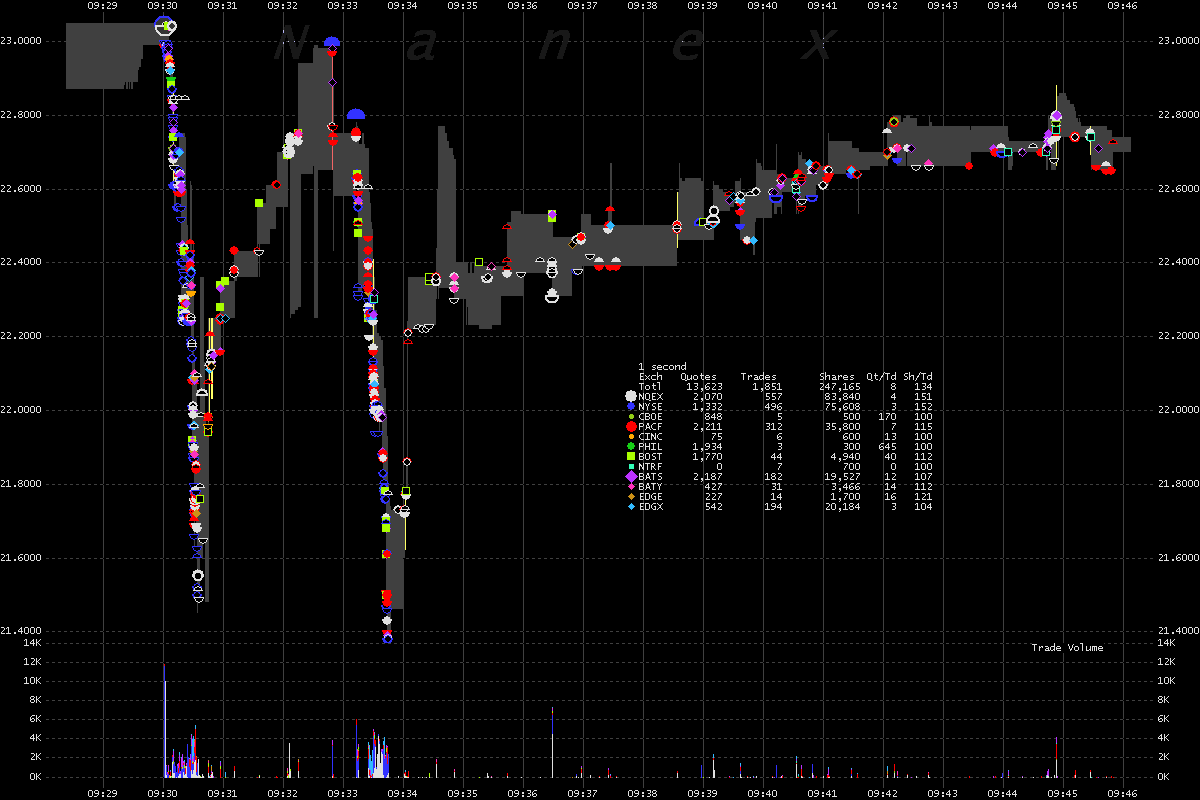 09:29 09:30 09:31 09:32 09:33 09:34 09:35 09:36 09:37 09:38 09:39 09:40 09:41 09:42 09:43 09:44 09:45 09:46
N a n e x
23.0000 23.0000
22.8000 22.8000
22.6000 22.6000
22.4000 22.4000
22.2000 22.2000
1 second
Exch Quotes Trades Shares Qt/Td Sh/Td
Totl 13,623 1,851 247,165 8 134
NQEX 2,070 557 83,840 4 151
NYSE 1,332 496 75,608 3 152
22.0000 22.0000
CBOE 848 5 500 170 100
PACF 2,211 312 35,800 7 115
CINC 75 6 600 13 100
PHIL 1,934 3 300 645 100
BOST 1,770 44 4,940 40 112
NTRF 0 7 700 0 100
BATS 2,187 182 19,527 12 107
21.8000 21.8000
BATY 427 31 3,466 14 112
EDGE 227 14 1,700 16 121
EDGX 542 194 20,184 3 104
21.6000 21.6000
21.4000 21.4000
14K 14K
Trade Volume
12K 12K
10K 10K
8K 8K
6K 6K
4K 4K
2K 2K
0K 0K
09:29 09:30 09:31 09:32 09:33 09:34 09:35 09:36 09:37 09:38 09:39 09:40 09:41 09:42 09:43 09:44 09:45 09:46